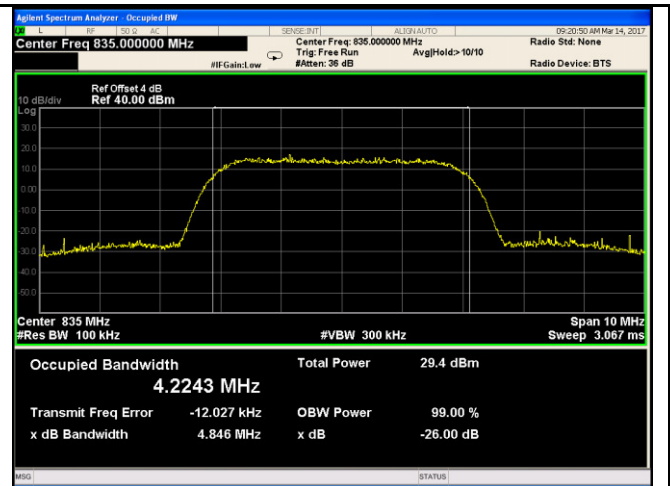 Agilent Spectrum Analyzer - Occupied BW
L RF 50 Ω AC SENSE:INT ALIGN AUTO 09:20:50 AM Mar 14, 2017
Center Freq 835.000000 MHz Center Freq: 835.000000 MHz Radio Std: None
Trig: Free Run Avg|Hold:> 10/10
#IFGain:Low #Atten: 36 dB Radio Device: BTS
Ref Offset 4 dB
10 dB/div Ref 40.00 dBm
Log
30.0
20.0
10.0
0.00
-10.0
-20.0
-30.0
-40.0
-50.0
Center 835 MHz Span 10 MHz
#Res BW 100 kHz #VBW 300 kHz Sweep 3.067 ms
Occupied Bandwidth Total Power 29.4 dBm
4.2243 MHz
Transmit Freq Error -12.027 kHz OBW Power 99.00 %
x dB Bandwidth 4.846 MHz x dB -26.00 dB
MSG STATUS